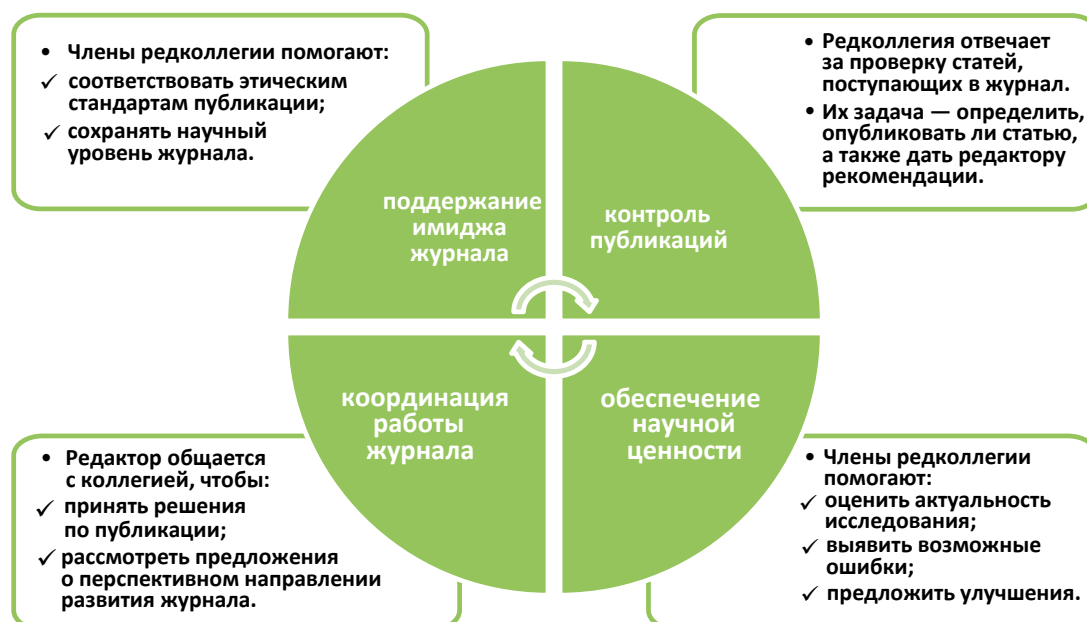 • Члены редколлегии помогают:
✓ соответствовать этическим
стандартам публикации;
✓ сохранять научный
уровень журнала.
• Редколлегия отвечает
за проверку статей,
поступающих в журнал.
• Их задача — определить,
опубликовать ли статью,
а также дать редактору
рекомендации.
поддержание
имиджа
журнала
контроль
публикаций
координация
работы
журнала
обеспечение
научной
ценности
• Редактор общается
с коллегией, чтобы:
✓ принять решения
по публикации;
✓ рассмотреть предложения
о перспективном направлении
развития журнала.
• Члены редколлегии
помогают:
✓ оценить актуальность
исследования;
✓ выявить возможные
ошибки;
✓ предложить улучшения.